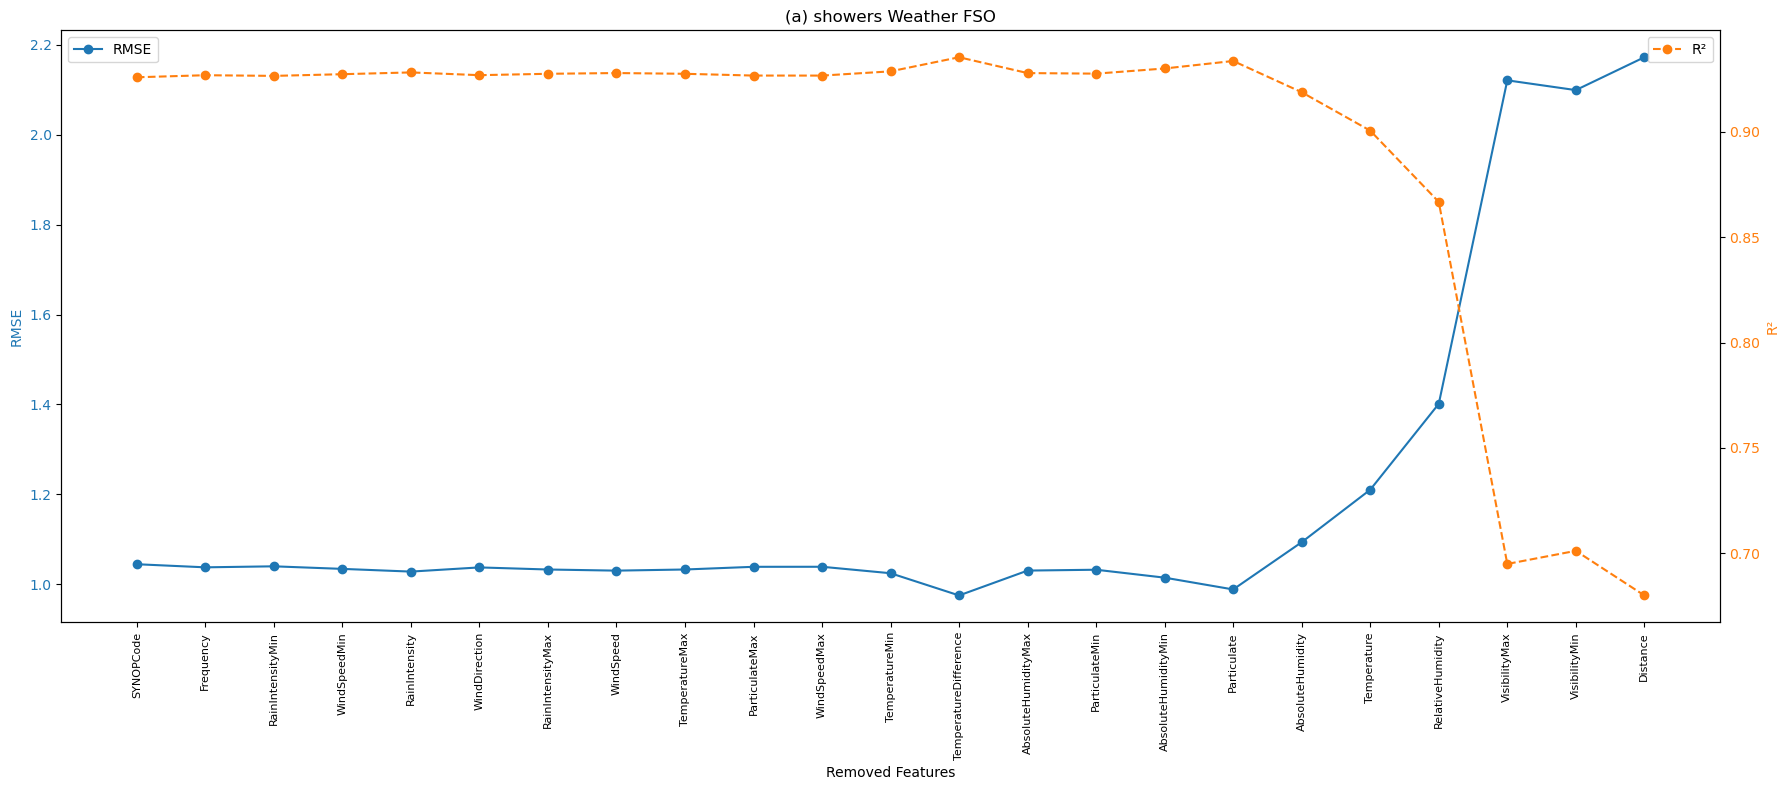 (a) showers Weather FSO
RMSE
R²
2.2
2.0
1.8
1.6
1.4
1.2
1.0
RMSE
0.90
0.85
0.80
0.75
0.70
R²
SYNOPCode
Frequency
RainIntensityMin
WindSpeedMin
RainIntensity
WindDirection
RainIntensityMax
WindSpeed
TemperatureMax
ParticulateMax
WindSpeedMax
TemperatureMin
TemperatureDifference
AbsoluteHumidityMax
ParticulateMin
AbsoluteHumidityMin
Particulate
AbsoluteHumidity
Temperature
RelativeHumidity
VisibilityMax
VisibilityMin
Distance
Removed Features